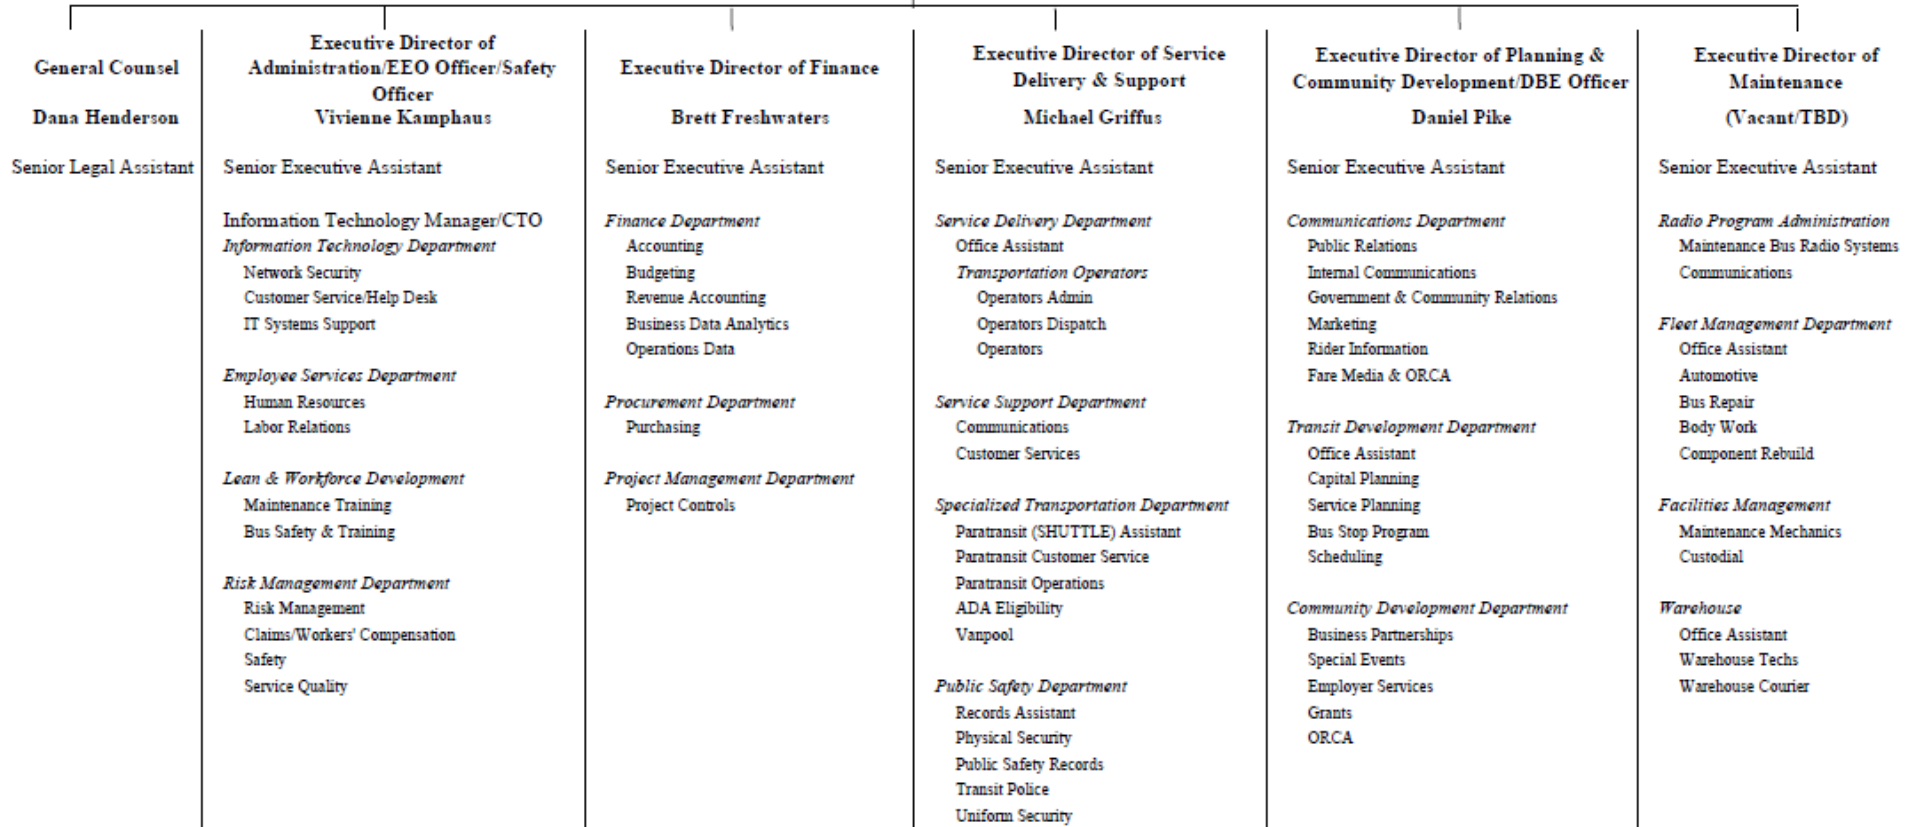 General Counsel
Dana Henderson
Senior Legal Assistant
Executive Director of
Administration/EEO Officer/Safety
Officer
Vivienne Kamphaus
Senior Executive Assistant
Information Technology Manager/CTO
Information Technology Department
Network Security
Customer Service/Help Desk
IT Systems Support
Employee Services Department
Human Resources
Labor Relations
Lean & Workforce Development
Maintenance Training
Bus Safety & Training
Risk Management Department
Risk Management
Claims/Workers' Compensation
Safety
Service Quality
Executive Director of Finance
Brett Freshwaters
Senior Executive Assistant
Finance Department
Accounting
Budgeting
Revenue Accounting
Business Data Analytics
Operations Data
Procurement Department
Purchasing
Project Management Department
Project Controls
Executive Director of Service
Delivery & Support
Michael Griffus
Senior Executive Assistant
Service Delivery Department
Office Assistant
Transportation Operators
Operators Admin
Operators Dispatch
Operators
Service Support Department
Communications
Customer Services
Specialized Transportation Department
Paratransit (SHUTTLE) Assistant
Paratransit Customer Service
Paratransit Operations
ADA Eligibility
Vanpool
Public Safety Department
Records Assistant
Physical Security
Public Safety Records
Transit Police
Uniform Security
Executive Director of Planning &
Community Development/DBE Officer
Daniel Pike
Senior Executive Assistant
Communications Department
Public Relations
Internal Communications
Government & Community Relations
Marketing
Rider Information
Fare Media & ORCA
Transit Development Department
Office Assistant
Capital Planning
Service Planning
Bus Stop Program
Scheduling
Community Development Department
Business Partnerships
Special Events
Employer Services
Grants
ORCA
Executive Director of
Maintenance
(Vacant/TBD)
Senior Executive Assistant
Radio Program Administration
Maintenance Bus Radio Systems
Communications
Fleet Management Department
Office Assistant
Automotive
Bus Repair
Body Work
Component Rebuild
Facilities Management
Maintenance Mechanics
Custodial
Warehouse
Office Assistant
Warehouse Techs
Warehouse Courier